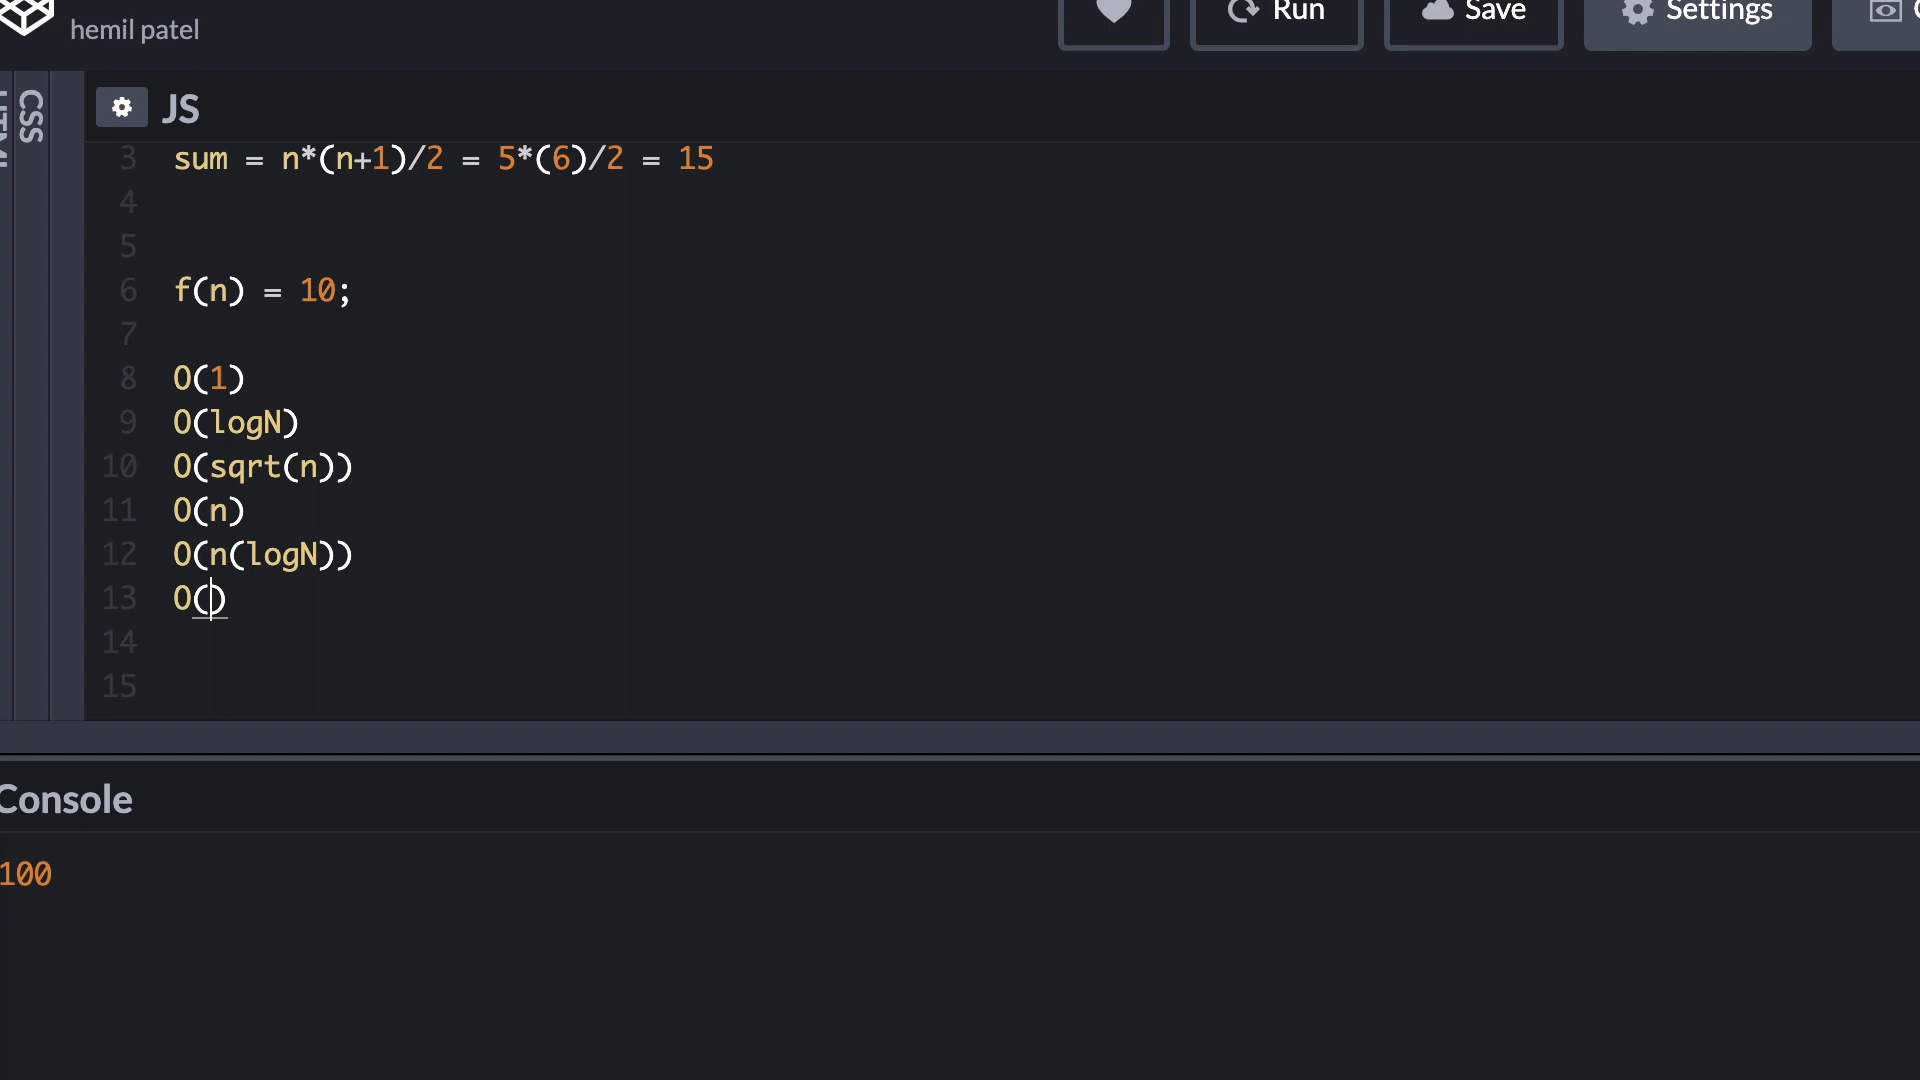 hemil patel
Run
Save
Settings
CSS
JS
3 sum = n*(n+1)/2 = 5*(6)/2 = 15
4
5
6 f(n) = 10;
7
8 O(1)
9 O(logN)
10 O(sqrt(n))
11 O(n)
12 O(n(logN))
13 O()
14
15
Console
100